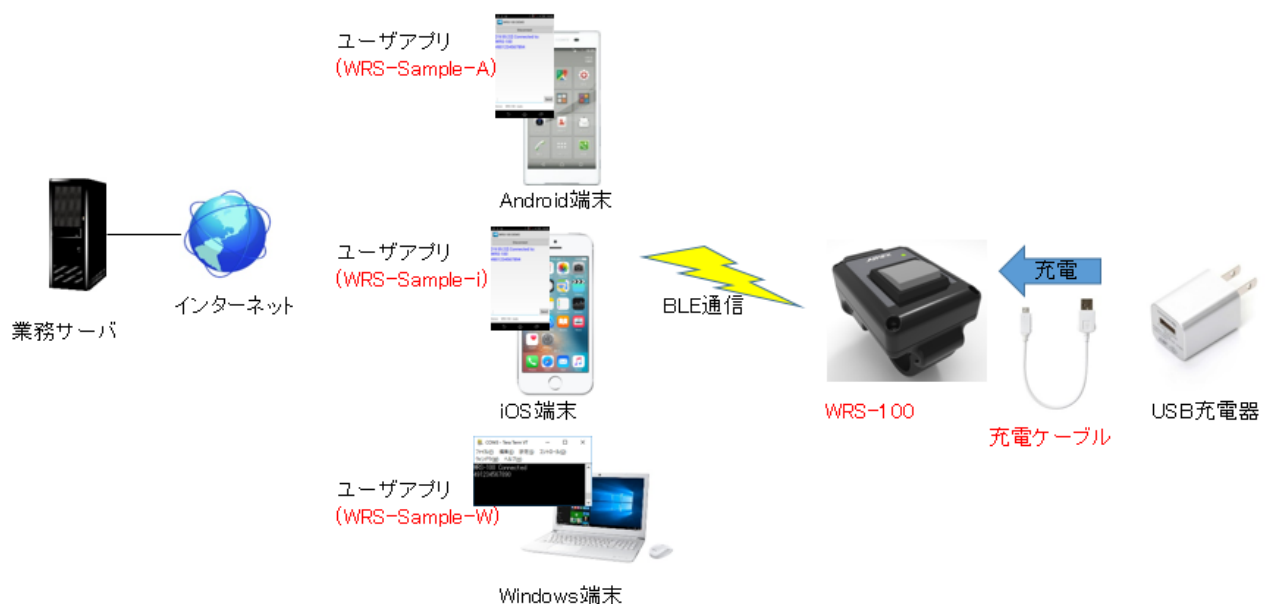 ユーザアプリ
(WRS-Sample-A)
Android端末
業務サーバ
インターネット
ユーザアプリ
(WRS-Sample-i)
iOS端末
BLE通信
WRS-100
充電
充電ケーブル
USB充電器
ユーザアプリ
(WRS-Sample-W)
WRS-100 Connected
Windows端末